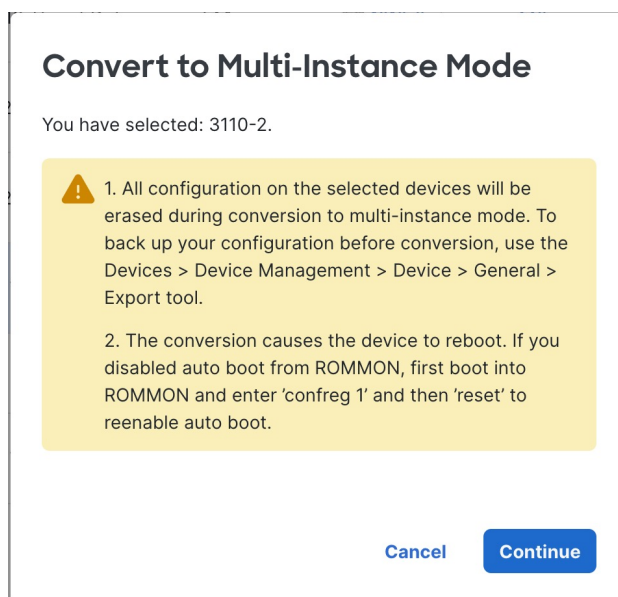 Convert to Multi-Instance Mode
You have selected: 3110-2.
1. All configuration on the selected devices will be
erased during conversion to multi-instance mode. To
back up your configuration before conversion, use the
Devices > Device Management > Device > General >
Export tool.
2. The conversion causes the device to reboot. If you
disabled auto boot from ROMMON, first boot into
ROMMON and enter ’confreg 1’ and then ’reset’ to
reenable auto boot.
Cancel
Continue